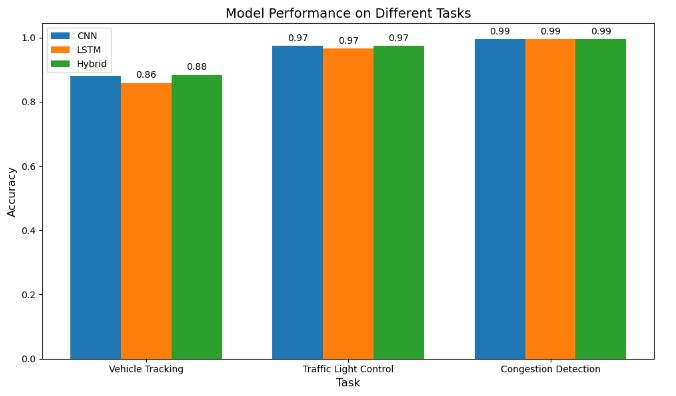 Model Performance on Different Tasks
CNN
LSTM
Hybrid
0.86
0.88
0.97
0.97
0.97
0.99
0.99
0.99
1.0
0.8
0.6
0.4
0.2
0.0
Accuracy
Vehicle Tracking
Traffic Light Control
Congestion Detection
Task